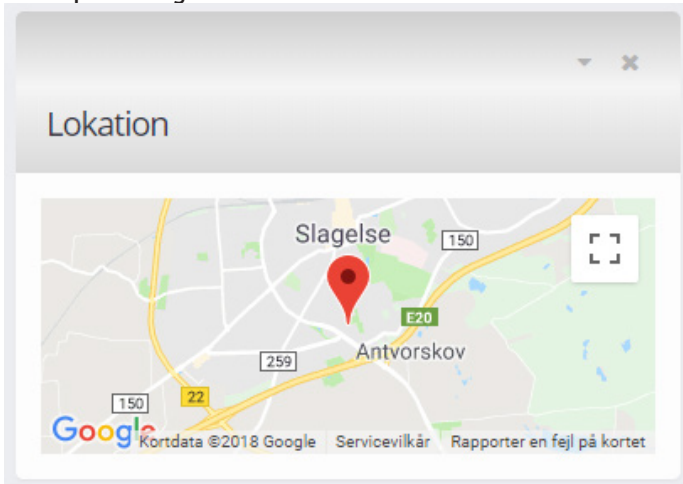 Lokation
Slagelse
150
E20
Antvorskov
259
22
150
Google
Kortdata ©2018 Google Servicevilkår Rapporter en fejl på kortet